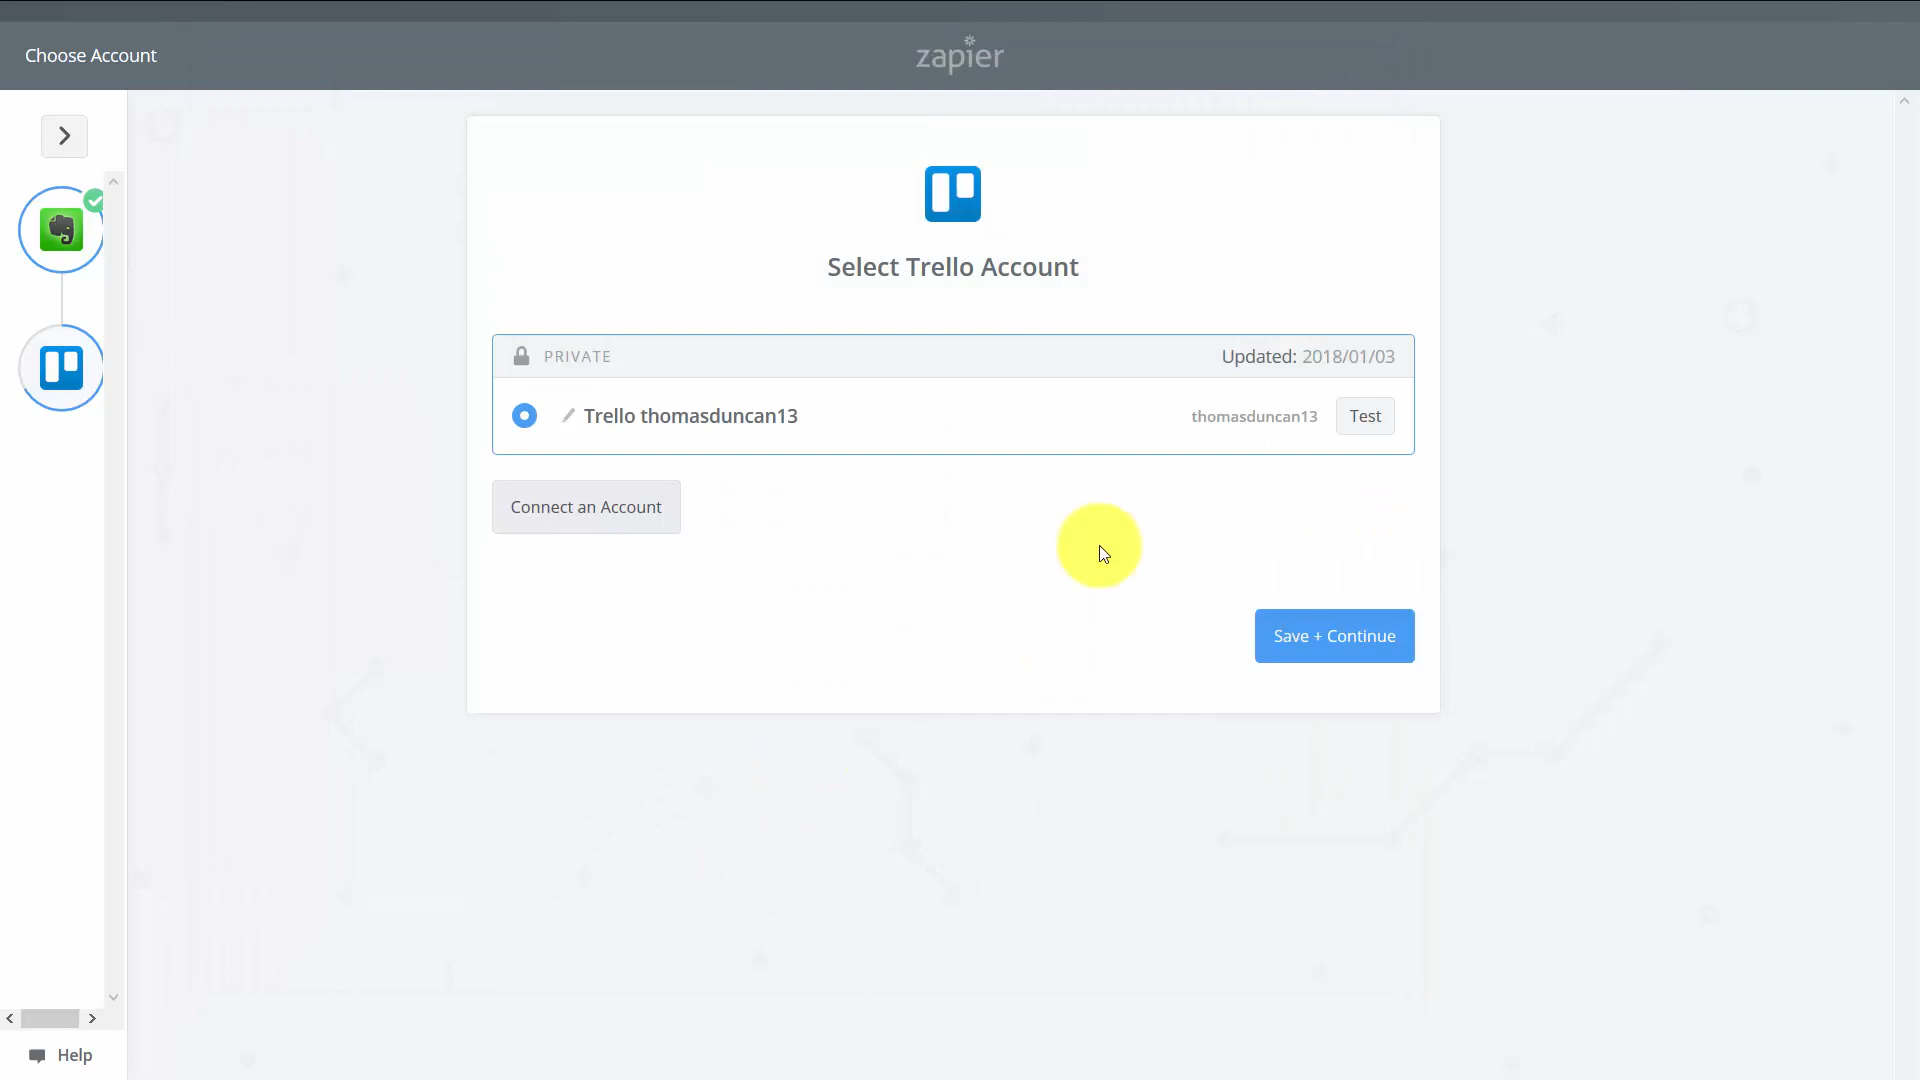 Choose Account
zapier
Select Trello Account
PRIVATE
Updated: 2018/01/03
Trello thomasduncan13
thomasduncan13
Test
Connect an Account
Save + Continue
Help